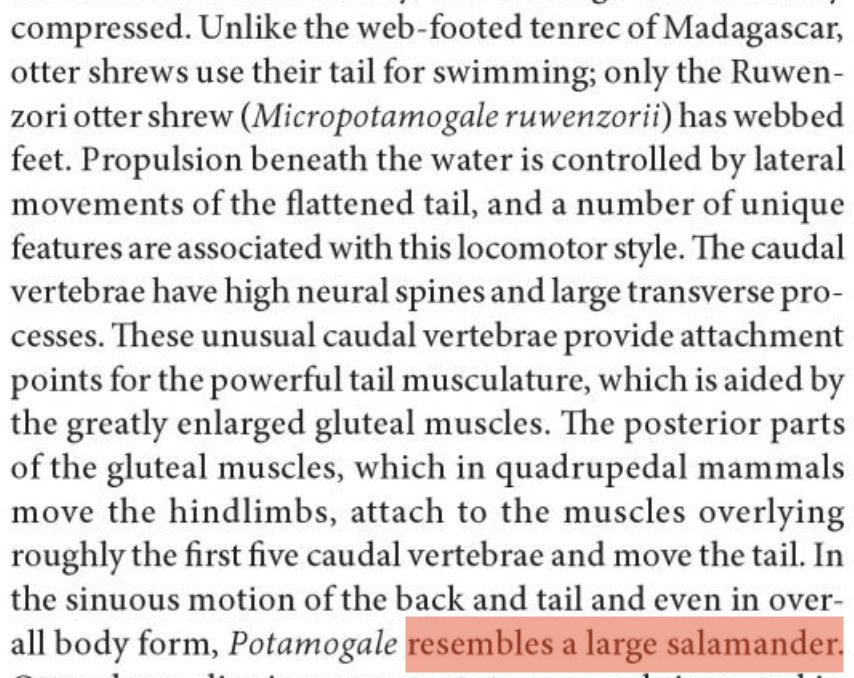 compressed. Unlike the web-footed tenrec of Madagascar,
otter shrews use their tail for swimming; only the Ruwen-
zori otter shrew (Micropotamogale ruwenzorii) has webbed
feet. Propulsion beneath the water is controlled by lateral
movements of the flattened tail, and a number of unique
features are associated with this locomotor style. The caudal
vertebrae have high neural spines and large transverse pro-
cesses. These unusual caudal vertebrae provide attachment
points for the powerful tail musculature, which is aided by
the greatly enlarged gluteal muscles. The posterior parts
of the gluteal muscles, which in quadrupedal mammals
move the hindlimbs, attach to the muscles overlying
roughly the first five caudal vertebrae and move the tail. In
the sinuous motion of the back and tail and even in over-
all body form, Potamogale resembles a large salamander.